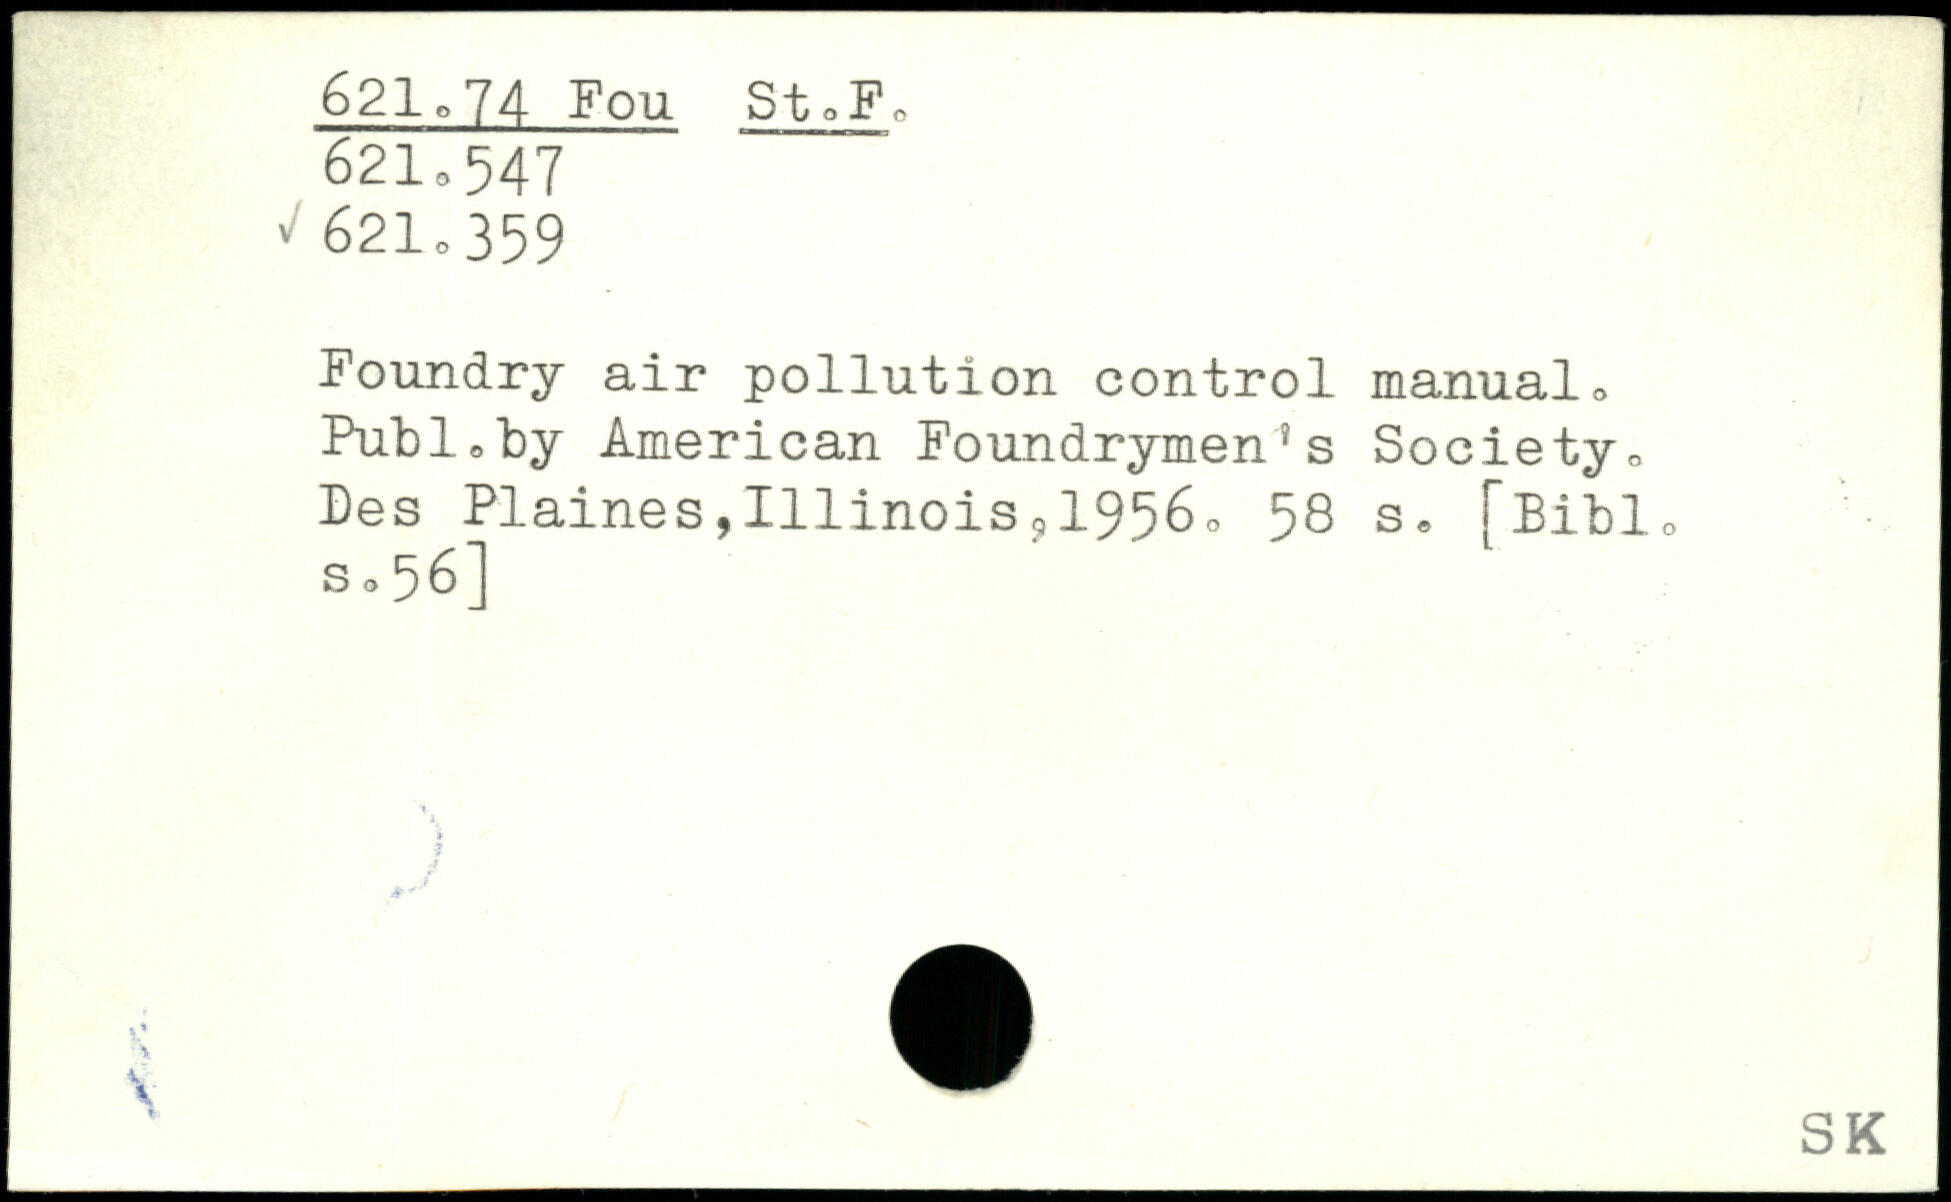 621.74 Fou St.F.
621.547
√ 621.359
Foundry air pollution control manual.
Publ.by American Foundrymen's Society.
Des Plaines,Illinois,1956. 58 s. [Bibl.
s.56]
SK